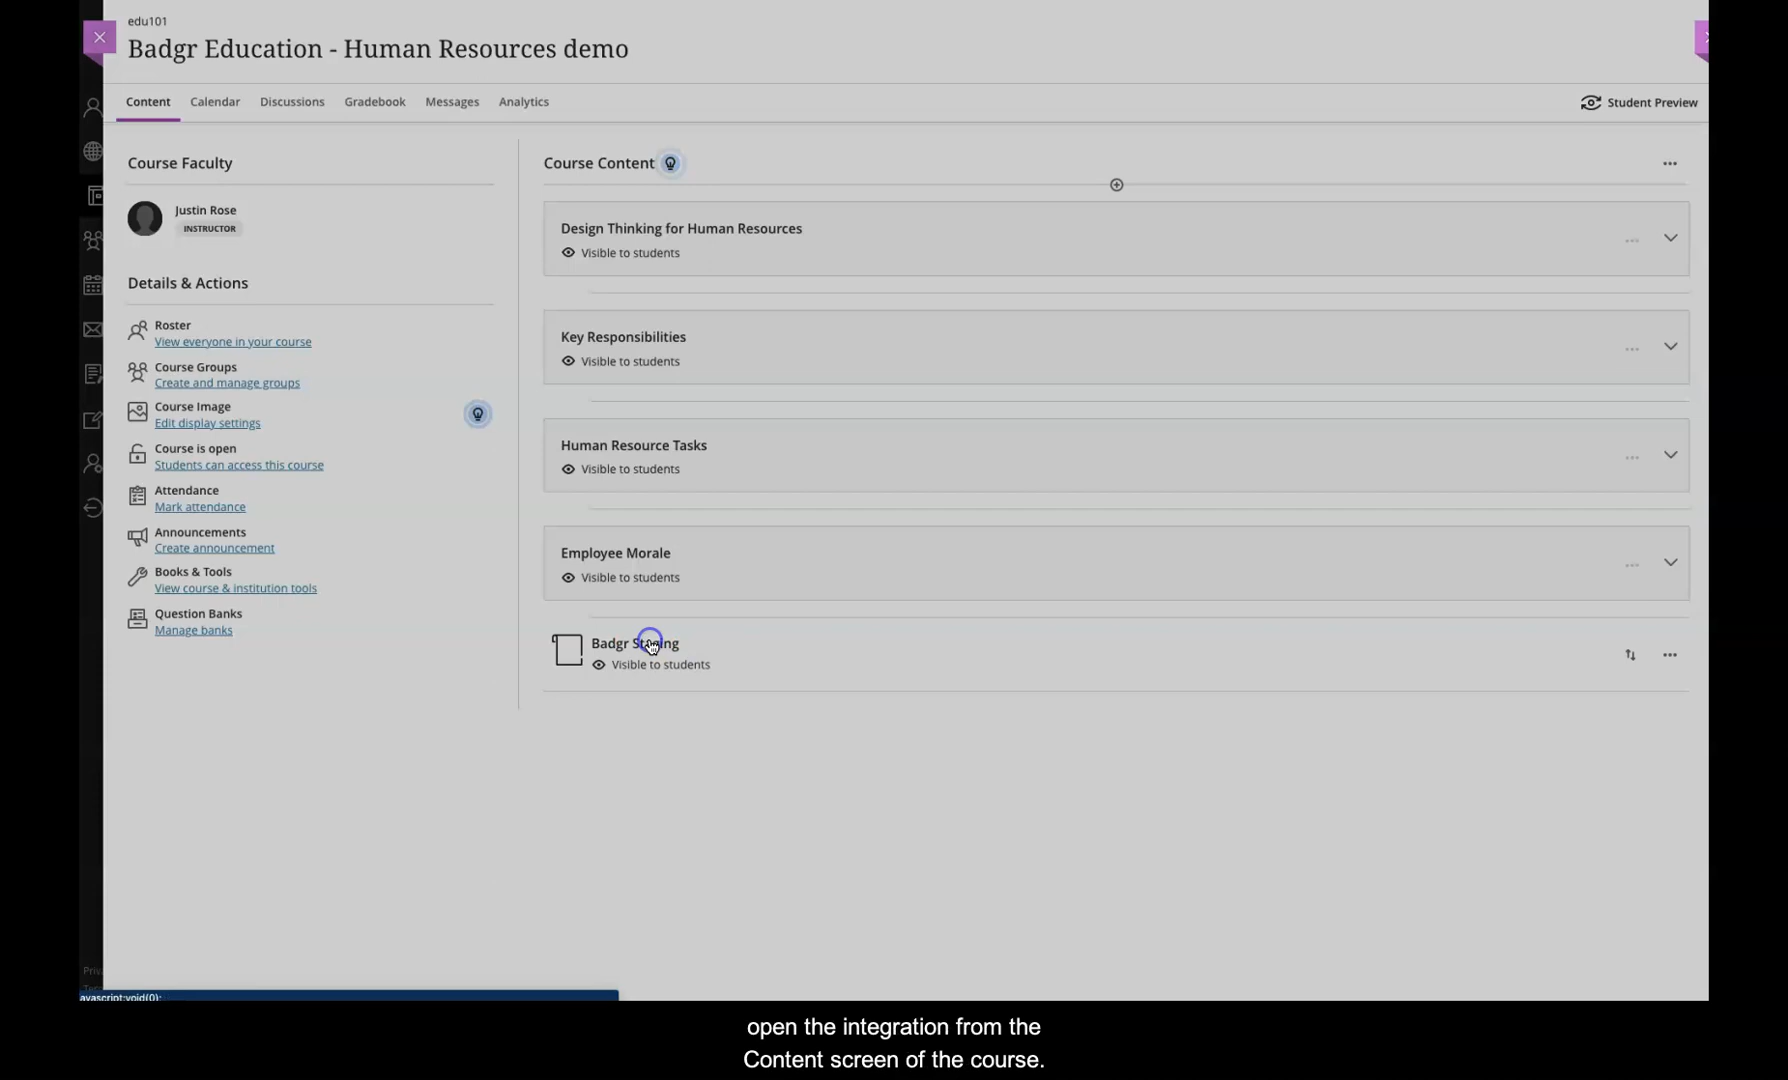 edu101
Badgr Education - Human Resources demo
Content
Calendar
Discussions
Gradebook
Messages
Analytics
Student Preview
Course Faculty
Justin Rose
INSTRUCTOR
Details & Actions
Roster
View everyone in your course
Course Groups
Create and manage groups
Course Image
Edit display settings
Course is open
Students can access this course
Attendance
Mark attendance
Announcements
Create announcement
Books & Tools
View course & institution tools
Question Banks
Manage banks
Course Content
Design Thinking for Human Resources
Visible to students
Key Responsibilities
Visible to students
Human Resource Tasks
Visible to students
Employee Morale
Visible to students
Badgr Staging
Visible to students
avascript:void(0);
open the integration from the
Content screen of the course.